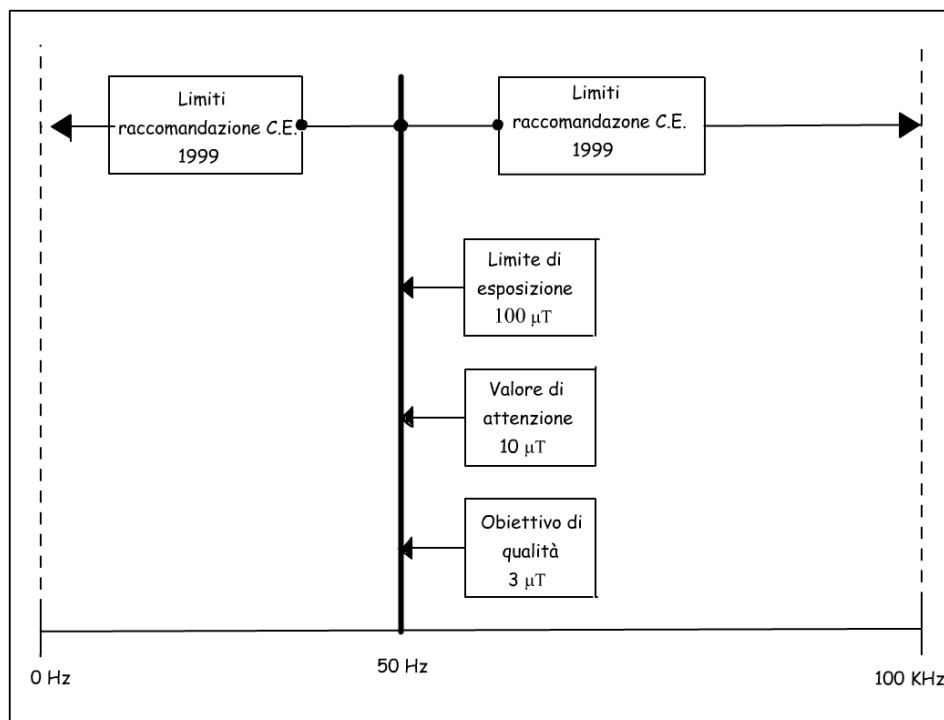 Limiti
raccomandazione C.E.
1999
Limiti
raccomandazone C.E.
1999
Limite di
esposizione
100 μT
Valore di
attenzione
10 μT
Obiettivo di
qualità
3 μT
0 Hz
50 Hz
100 KHz